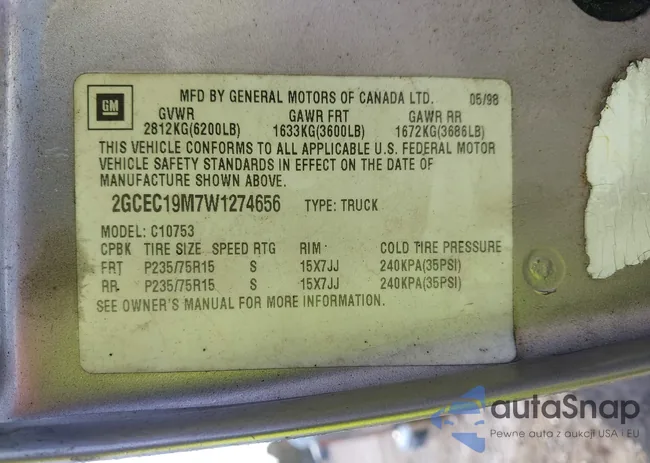 GM
MFD BY GENERAL MOTORS OF CANADA LTD. 05/98
GVWR GAWR FRT GAWR RR
2812KG(6200LB) 1633KG(3600LB) 1672KG(3686LB)
THIS VEHICLE CONFORMS TO ALL APPLICABLE U.S. FEDERAL MOTOR
VEHICLE SAFETY STANDARDS IN EFFECT ON THE DATE OF
MANUFACTURE SHOWN ABOVE.
2GCEC19M7W1274656 TYPE: TRUCK
MODEL: C10753
CPBK TIRE SIZE SPEED RTG RIM COLD TIRE PRESSURE
FRT P235/75R15 S 15X7JJ 240KPA(35PSI)
RR P235/75R15 S 15X7JJ 240KPA(35PSI)
SEE OWNER'S MANUAL FOR MORE INFORMATION.
autaSnap
Pewne auta z aukcji USA i EU